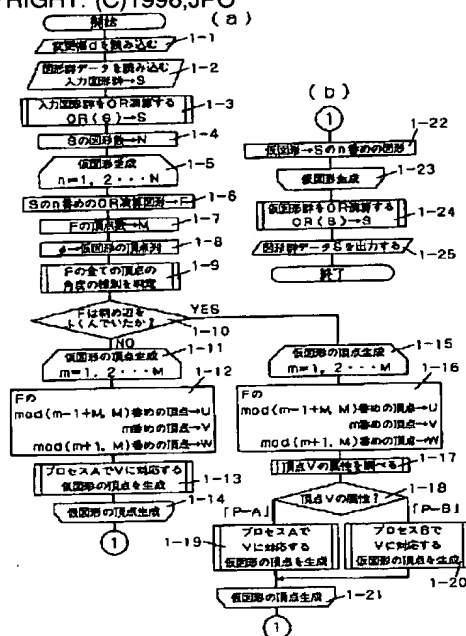 RIGHT: (C)1996,JPO
(a)
開始
変更幅dを読み込む
1-1
図形群データを読み込む
入力図形群→S
1-2
入力図形群をOR演算する
OR(S)→S
1-3
Sの図形数→N
1-4
仮図形生成
n=1, 2・・・N
1-5
Sのn番めのOR演算図形→F
1-6
Fの頂点数→M
1-7
φ→仮図形の頂点列
1-8
Fの全ての頂点の
角度の種別を判定
1-9
Fは斜め辺を
ふくんでいたか?
1-10
YES
NO
仮図形の頂点生成
m=1, 2・・・M
1-11
Fの
mod(m-1+M, M)番めの頂点→U
m番めの頂点→V
mod(m+1, M)番めの頂点→W
1-12
プロセスAでVに対応する
仮図形の頂点を生成
1-13
仮図形の頂点生成
1-14
1
仮図形の頂点生成
m=1, 2・・・M
1-15
Fの
mod(m-1+M, M)番めの頂点→U
m番めの頂点→V
mod(m+1, M)番めの頂点→W
1-16
頂点Vの属性を調べる
1-17
頂点Vの属性?
1-18
「P-A」
「P-B」
プロセスAで
Vに対応する
仮図形の頂点を生成
1-19
プロセスBで
Vに対応する
仮図形の頂点を生成
1-20
仮図形の頂点生成
1-21
1
(b)
1
仮図形→Sのn番めの図形
1-22
仮図形生成
1-23
仮図形群をOR演算する
OR(S)→S
1-24
図形群データSを出力する
1-25
終了